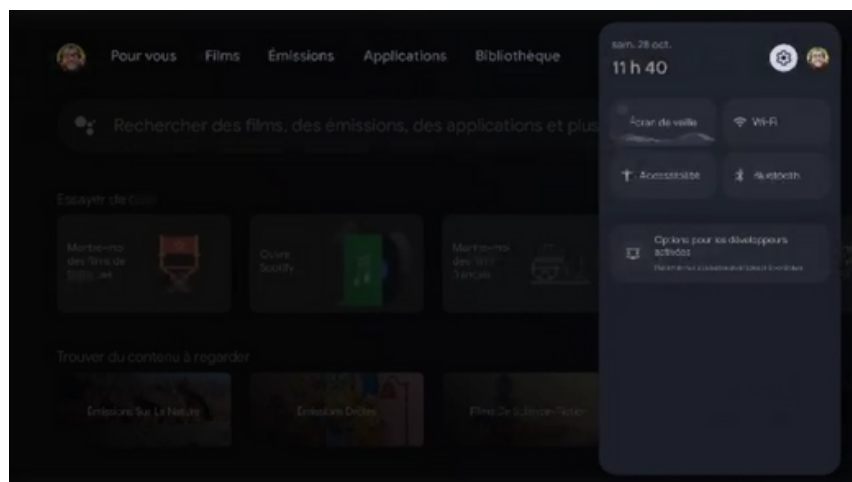 Pour vous Films Émissions Applications Bibliothèque
Rechercher des films, des émissions, des applications et plus
Essayer de
Montre-moi
des films de
Ouvre
Spotify
Montre-moi
des films
français
Trouver du contenu à regarder
Émissions Sur La Nature
Émissions Drôles
Films De Science-Fiction
sam. 28 oct.
11 h 40
Écran de veille
Wi-Fi
Accessibilité
Bluetooth
Options pour les développeurs
activées